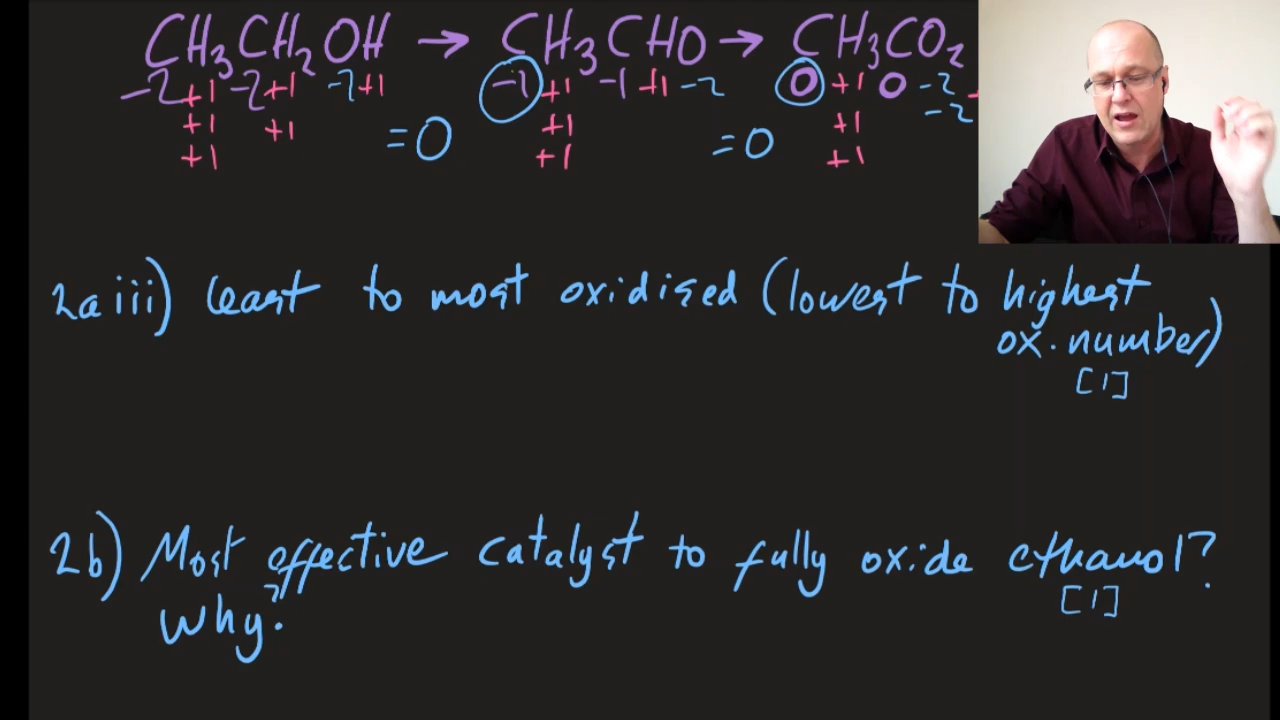 CH₃CH₂OH → CH₃CHO → CH₃CO₂
-2 +1 -2 +1 -2 +1 -1 +1 -1 +1 -2 0 +1 0 -2
+1 +1 = 0 +1 = 0 +1 -2
+1 +1 +1
2a iii) least to most oxidised (lowest to highest
ox. number)
[1]
2b) Most effective catalyst to fully oxide ethanol?
[1]
Why?